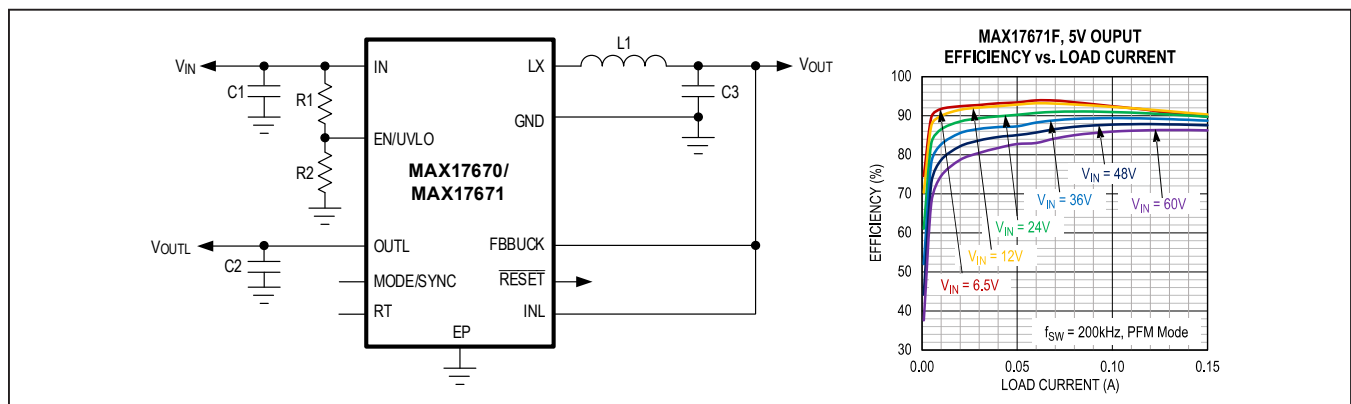 VIN
C1
R1
R2
IN
EN/UVLO
MAX17670/
MAX17671
LX
GND
L1
C3
VOUT
VOUTL
C2
OUTL
MODE/SYNC
RT
EP
FBBUCK
RESET
INL
MAX17671F, 5V OUPUT
EFFICIENCY vs. LOAD CURRENT
EFFICIENCY (%)
100
90
80
70
60
50
40
30
VIN = 48V
VIN = 36V
VIN = 60V
VIN = 24V
VIN = 12V
VIN = 6.5V
fSW = 200kHz, PFM Mode
0.00
0.05
0.10
0.15
LOAD CURRENT (A)